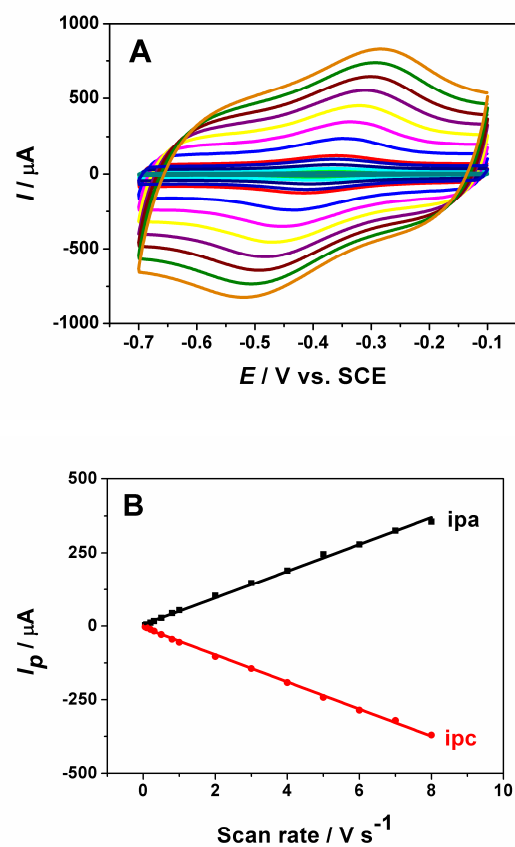 A
1000
500
0
-500
-1000
I / μA
-0.7 -0.6 -0.5 -0.4 -0.3 -0.2 -0.1
E / V vs. SCE
B
500
250
0
-250
-500
Ip / μA
ipa
ipc
0 2 4 6 8 10
Scan rate / V s-1